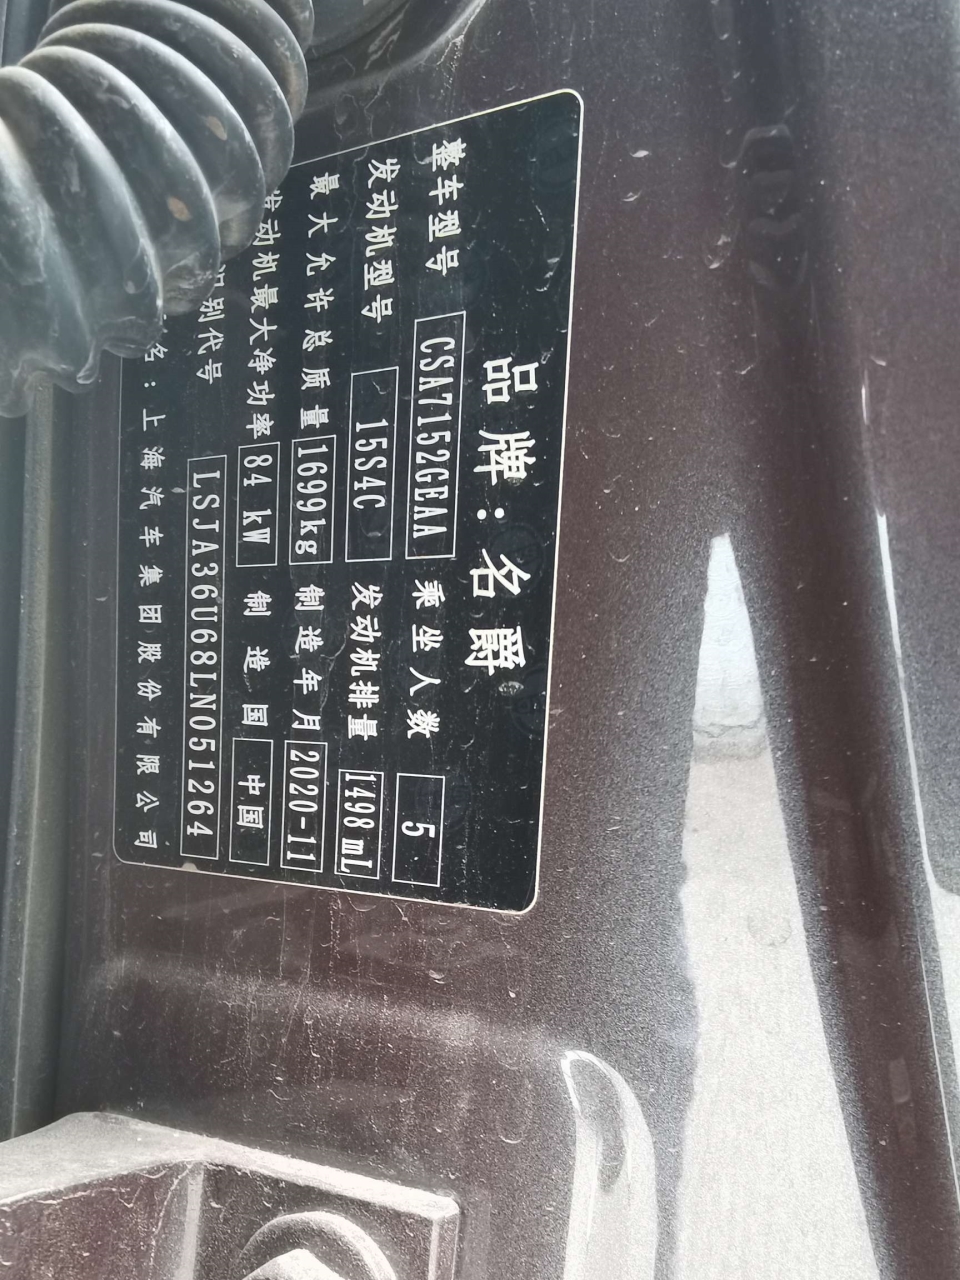 品牌：名爵
整车型号 CSA7152GEAA 乘坐人数 5
发动机型号 15S4C 发动机排量 1498mL
最大允许总质量 1699kg 制造年月 2020-11
发动机最大净功率 84 kW 制造国 中国
识别代号 LSJA36U68LN051264
名：上海汽车集团股份有限公司